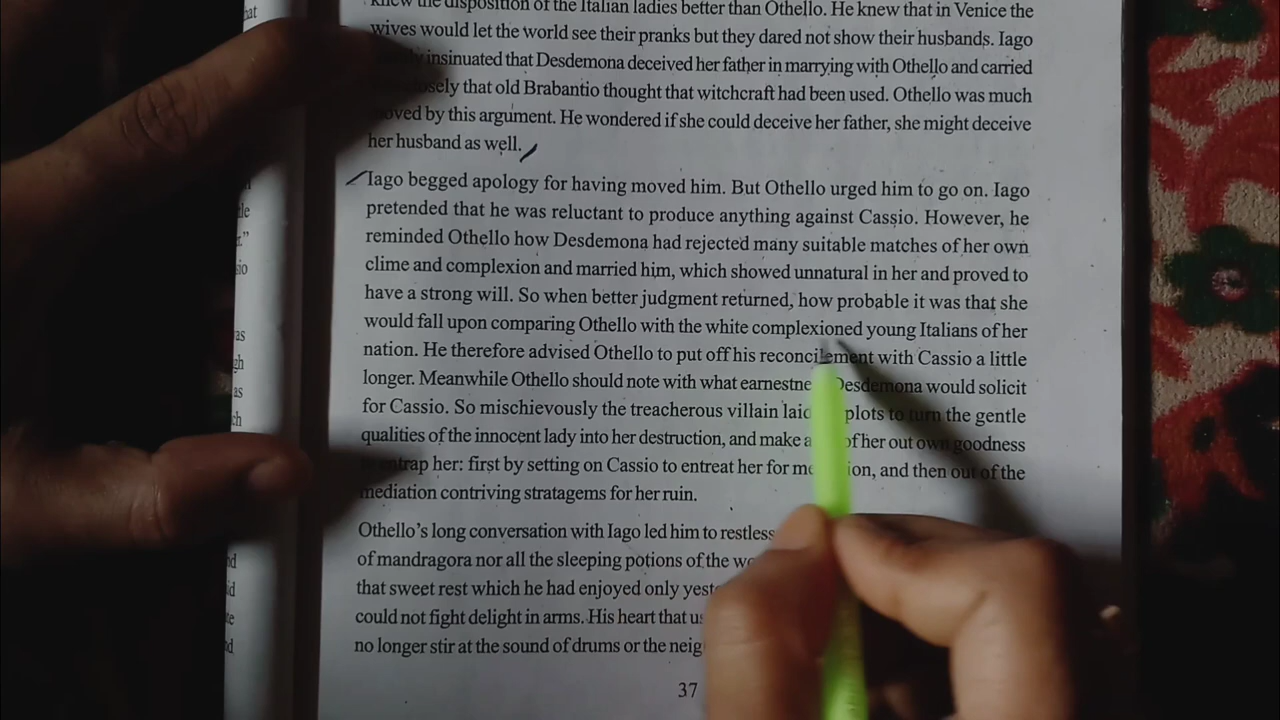 knew the disposition of the Italian ladies better than Othello. He knew that in Venice the
wives would let the world see their pranks but they dared not show their husbands. Iago
insinuated that Desdemona deceived her father in marrying with Othello and carried
that old Brabantio thought that witchcraft had been used. Othello was much
by this argument. He wondered if she could deceive her father, she might deceive
her husband as well.
Iago begged apology for having moved him. But Othello urged him to go on. Iago
pretended that he was reluctant to produce anything against Cassio. However, he
reminded Othello how Desdemona had rejected many suitable matches of her own
clime and complexion and married him, which showed unnatural in her and proved to
have a strong will. So when better judgment returned, how probable it was that she
would fall upon comparing Othello with the white complexioned young Italians of her
nation. He therefore advised Othello to put off his reconcilement with Cassio a little
longer. Meanwhile Othello should note with what Desdemona would solicit
for Cassio. So mischievously the treacherous villain plots to turn the gentle
qualities of the innocent lady into her destruction, and make of her out own goodness
entrap her: first by setting on Cassio to entreat her for and then out of the
mediation contriving stratagems for her ruin.
Othello's long conversation with Iago led him to
of mandragora nor all the sleeping potions of the
that sweet rest which he had enjoyed only
could not fight delight in arms. His heart that
no longer stir at the sound of drums or the
37